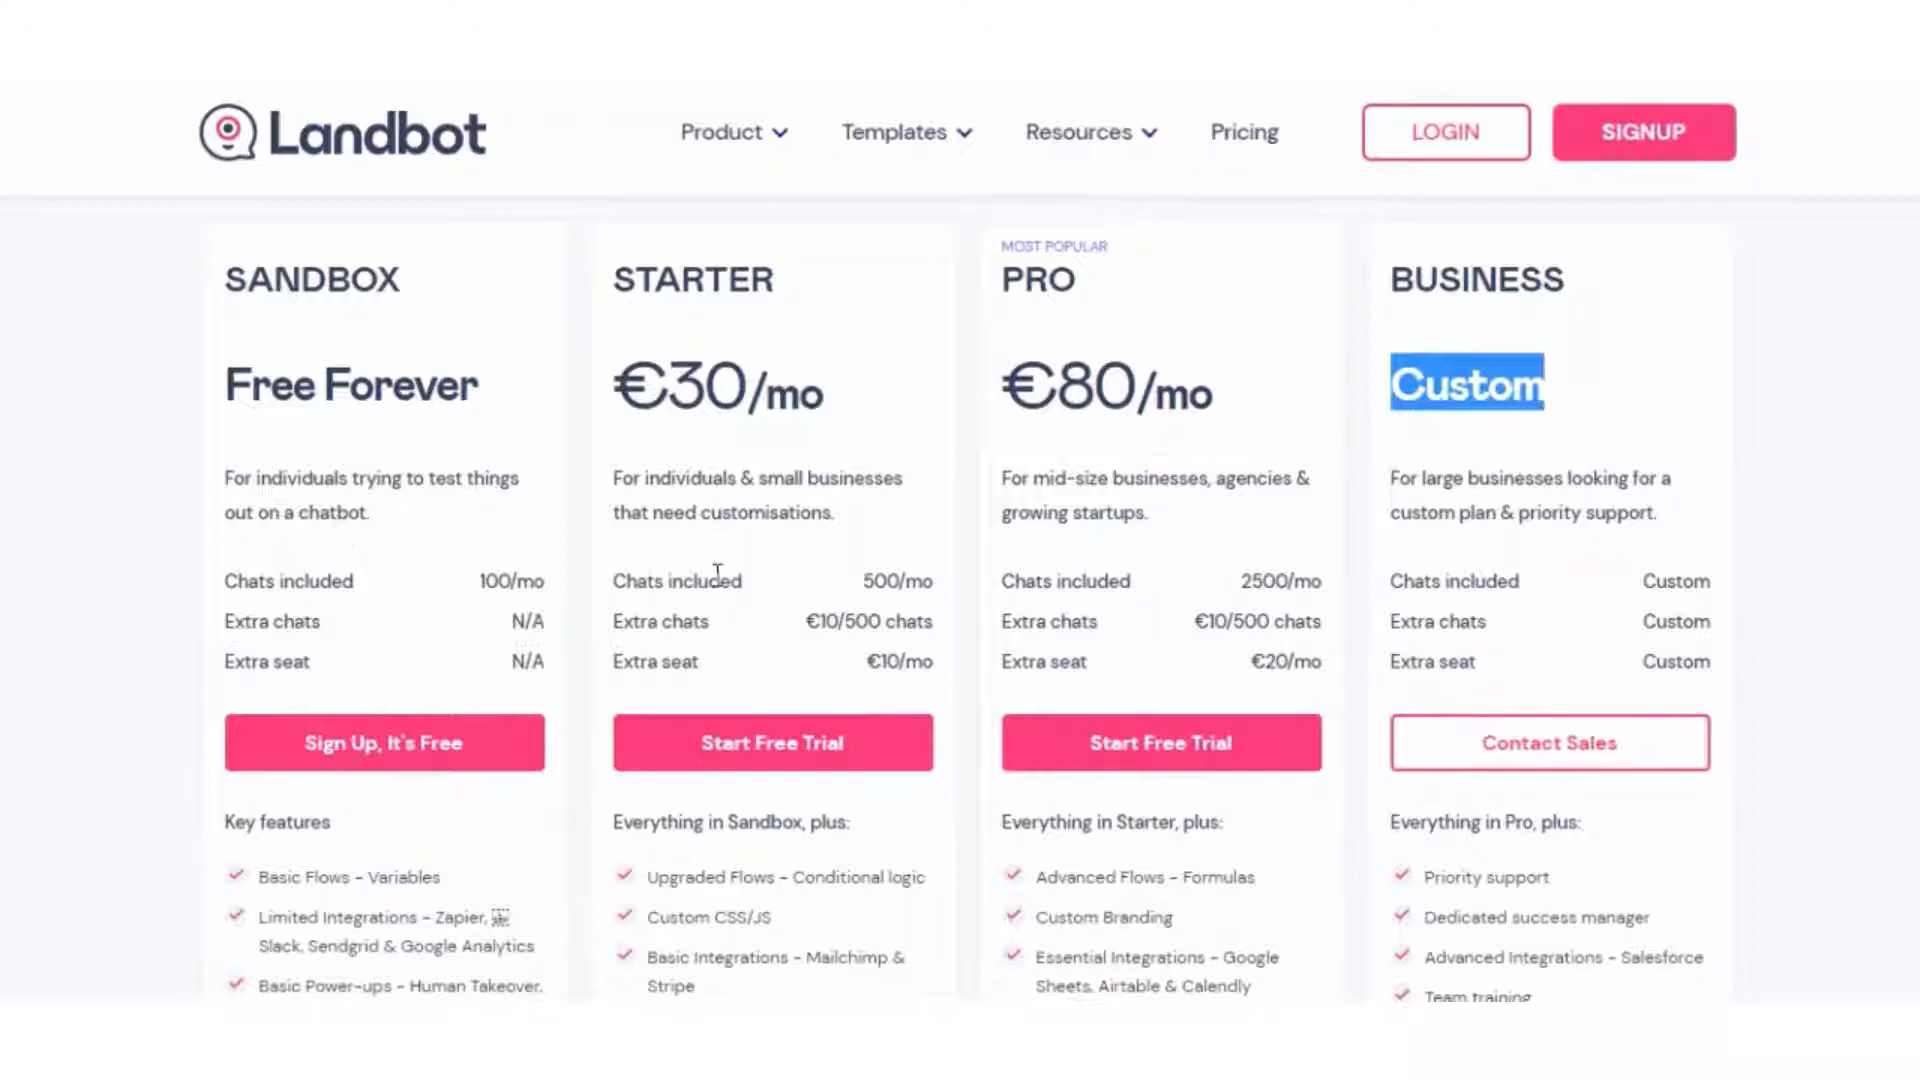 Landbot
Product
Templates
Resources
Pricing
LOGIN
SIGNUP
SANDBOX
Free Forever
For individuals trying to test things
out on a chatbot.
Chats included 100/mo
Extra chats N/A
Extra seat N/A
Sign Up, It's Free
Key features
Basic Flows - Variables
Limited Integrations - Zapier,
Slack, Sendgrid & Google Analytics
Basic Power-ups - Human Takeover,
STARTER
€30/mo
For individuals & small businesses
that need customisations.
Chats included 500/mo
Extra chats €10/500 chats
Extra seat €10/mo
Start Free Trial
Everything in Sandbox, plus:
Upgraded Flows - Conditional logic
Custom CSS/JS
Basic Integrations - Mailchimp &
Stripe
MOST POPULAR
PRO
€80/mo
For mid-size businesses, agencies &
growing startups.
Chats included 2500/mo
Extra chats €10/500 chats
Extra seat €20/mo
Start Free Trial
Everything in Starter, plus:
Advanced Flows - Formulas
Custom Branding
Essential Integrations - Google
Sheets, Airtable & Calendly
BUSINESS
Custom
For large businesses looking for a
custom plan & priority support.
Chats included Custom
Extra chats Custom
Extra seat Custom
Contact Sales
Everything in Pro, plus:
Priority support
Dedicated success manager
Advanced Integrations - Salesforce
Team training